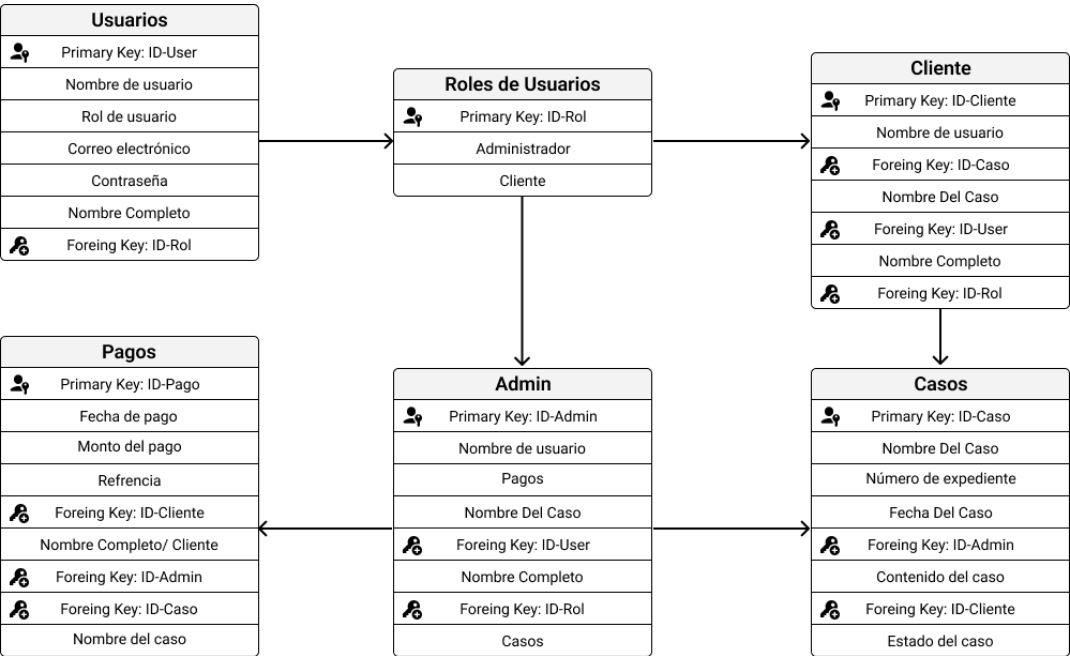 Usuarios
Primary Key: ID-User
Nombre de usuario
Rol de usuario
Correo electrónico
Contraseña
Nombre Completo
Foreing Key: ID-Rol
Roles de Usuarios
Primary Key: ID-Rol
Administrador
Cliente
Cliente
Primary Key: ID-Cliente
Nombre de usuario
Foreing Key: ID-Caso
Nombre Del Caso
Foreing Key: ID-User
Nombre Completo
Foreing Key: ID-Rol
Pagos
Primary Key: ID-Pago
Fecha de pago
Monto del pago
Refrencia
Foreing Key: ID-Cliente
Nombre Completo/ Cliente
Foreing Key: ID-Admin
Foreing Key: ID-Caso
Nombre del caso
Admin
Primary Key: ID-Admin
Nombre de usuario
Pagos
Nombre Del Caso
Foreing Key: ID-User
Nombre Completo
Foreing Key: ID-Rol
Casos
Casos
Primary Key: ID-Caso
Nombre Del Caso
Número de expediente
Fecha Del Caso
Foreing Key: ID-Admin
Contenido del caso
Foreing Key: ID-Cliente
Estado del caso